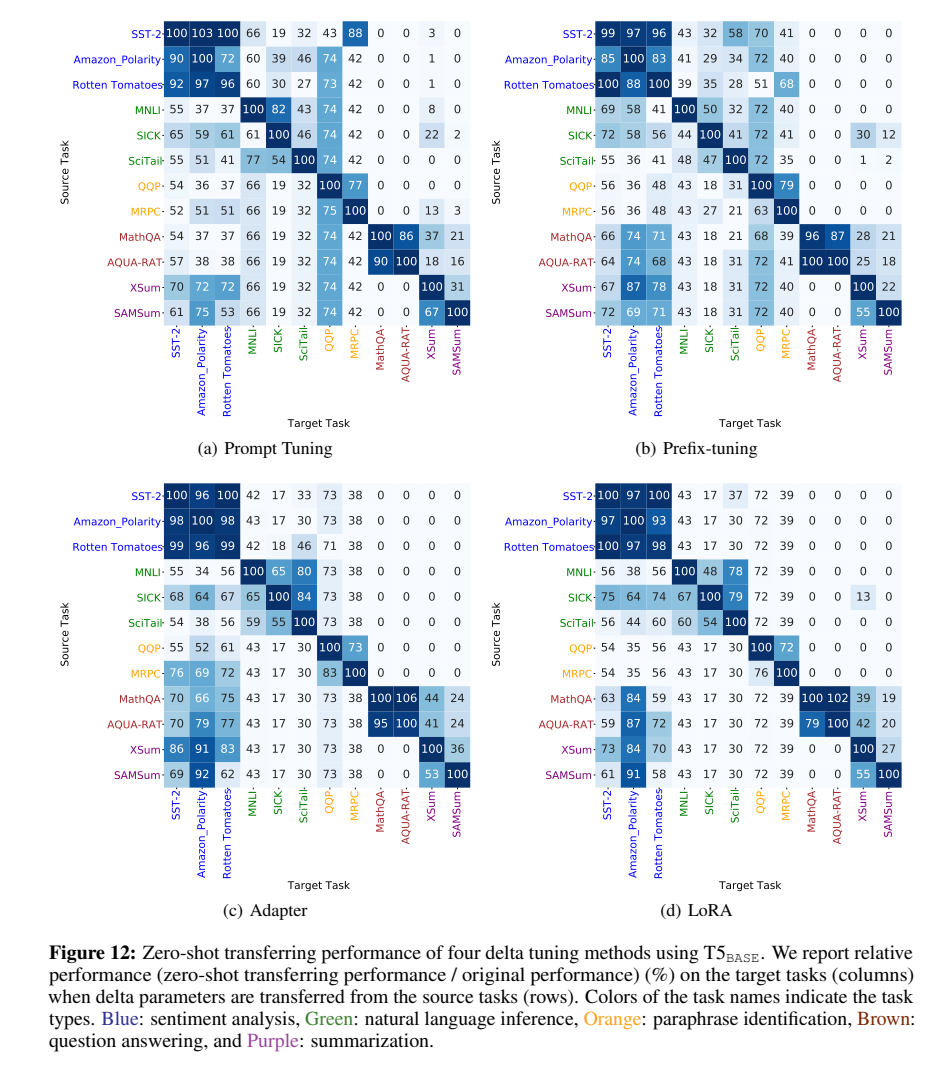 SST-2 100 103 100 66 19 32 43 88 0 0 3 0
Amazon_Polarity 90 100 72 60 39 46 74 42 0 0 1 0
Rotten Tomatoes 92 97 96 60 30 27 73 42 0 0 1 0
MNLI 55 37 37 100 82 43 74 42 0 0 8 0
SICK 65 59 61 61 100 46 74 42 0 0 22 2
SciTail 55 51 41 77 54 100 74 42 0 0 0 0
QQP 54 36 37 66 19 32 100 77 0 0 0 0
MRPC 52 51 51 66 19 32 75 100 0 0 13 3
MathQA 54 37 37 66 19 32 74 42 100 86 37 21
AQUA-RAT 57 38 38 66 19 32 74 42 90 100 18 16
XSum 70 72 72 66 19 32 74 42 0 0 100 31
SAMSum 61 75 53 66 19 32 74 42 0 0 67 100
Source Task
SST-2 Amazon_Polarity Rotten Tomatoes MNLI SICK SciTail QQP MRPC MathQA AQUA-RAT XSum SAMSum
Target Task
(a) Prompt Tuning
SST-2 99 97 96 43 32 58 70 41 0 0 0 0
Amazon_Polarity 85 100 83 41 29 34 72 40 0 0 0 0
Rotten Tomatoes 100 88 100 39 35 28 51 68 0 0 0 0
MNLI 69 58 41 100 50 32 72 40 0 0 0 0
SICK 72 58 56 44 100 41 72 41 0 0 30 12
SciTail 55 36 41 48 47 100 72 35 0 0 1 2
QQP 56 36 48 43 18 31 100 79 0 0 0 0
MRPC 56 36 48 43 27 21 63 100 0 0 0 0
MathQA 66 74 71 43 18 21 68 39 96 87 28 21
AQUA-RAT 64 74 68 43 18 31 72 41 100 100 25 18
XSum 67 87 78 43 18 31 72 40 0 0 100 22
SAMSum 72 69 71 43 18 31 72 40 0 0 55 100
Source Task
SST-2 Amazon_Polarity Rotten Tomatoes MNLI SICK SciTail QQP MRPC MathQA AQUA-RAT XSum SAMSum
Target Task
(b) Prefix-tuning
SST-2 100 96 100 42 17 33 73 38 0 0 0 0
Amazon_Polarity 98 100 98 43 17 30 73 38 0 0 0 0
Rotten Tomatoes 99 96 99 42 18 46 71 38 0 0 0 0
MNLI 55 34 56 100 65 80 73 38 0 0 0 0
SICK 68 64 67 65 100 84 73 38 0 0 0 0
SciTail 54 38 56 59 55 100 73 38 0 0 0 0
QQP 55 52 61 43 17 30 100 73 0 0 0 0
MRPC 76 69 72 43 17 30 83 100 0 0 0 0
MathQA 70 66 75 43 17 30 73 38 100 106 44 24
AQUA-RAT 70 79 77 43 17 30 73 38 95 100 41 24
XSum 86 91 83 43 17 30 73 38 0 0 100 36
SAMSum 69 92 62 43 17 30 73 38 0 0 53 100
Source Task
SST-2 Amazon_Polarity Rotten Tomatoes MNLI SICK SciTail QQP MRPC MathQA AQUA-RAT XSum SAMSum
Target Task
(c) Adapter
SST-2 100 97 100 43 17 37 72 39 0 0 0 0
Amazon_Polarity 97 100 93 43 17 30 72 39 0 0 0 0
Rotten Tomatoes 100 97 98 43 17 30 72 39 0 0 0 0
MNLI 56 38 56 100 48 78 72 39 0 0 0 0
SICK 75 64 74 67 100 79 72 39 0 0 13 0
SciTail 56 44 60 60 54 100 72 39 0 0 0 0
QQP 54 35 56 43 17 30 100 72 0 0 0 0
MRPC 54 35 56 43 17 30 76 100 0 0 0 0
MathQA 63 84 59 43 17 30 72 39 100 102 39 19
AQUA-RAT 59 87 72 43 17 30 72 39 79 100 42 20
XSum 73 84 70 43 17 30 72 39 0 0 100 27
SAMSum 61 91 58 43 17 30 72 39 0 0 55 100
Source Task
SST-2 Amazon_Polarity Rotten Tomatoes MNLI SICK SciTail QQP MRPC MathQA AQUA-RAT XSum SAMSum
Target Task
(d) LoRA
Figure 12: Zero-shot transferring performance of four delta tuning methods using T5BASE. We report relative
performance (zero-shot transferring performance / original performance) (%) on the target tasks (columns)
when delta parameters are transferred from the source tasks (rows). Colors of the task names indicate the task
types. Blue: sentiment analysis, Green: natural language inference, Orange: paraphrase identification, Brown:
question answering, and Purple: summarization.